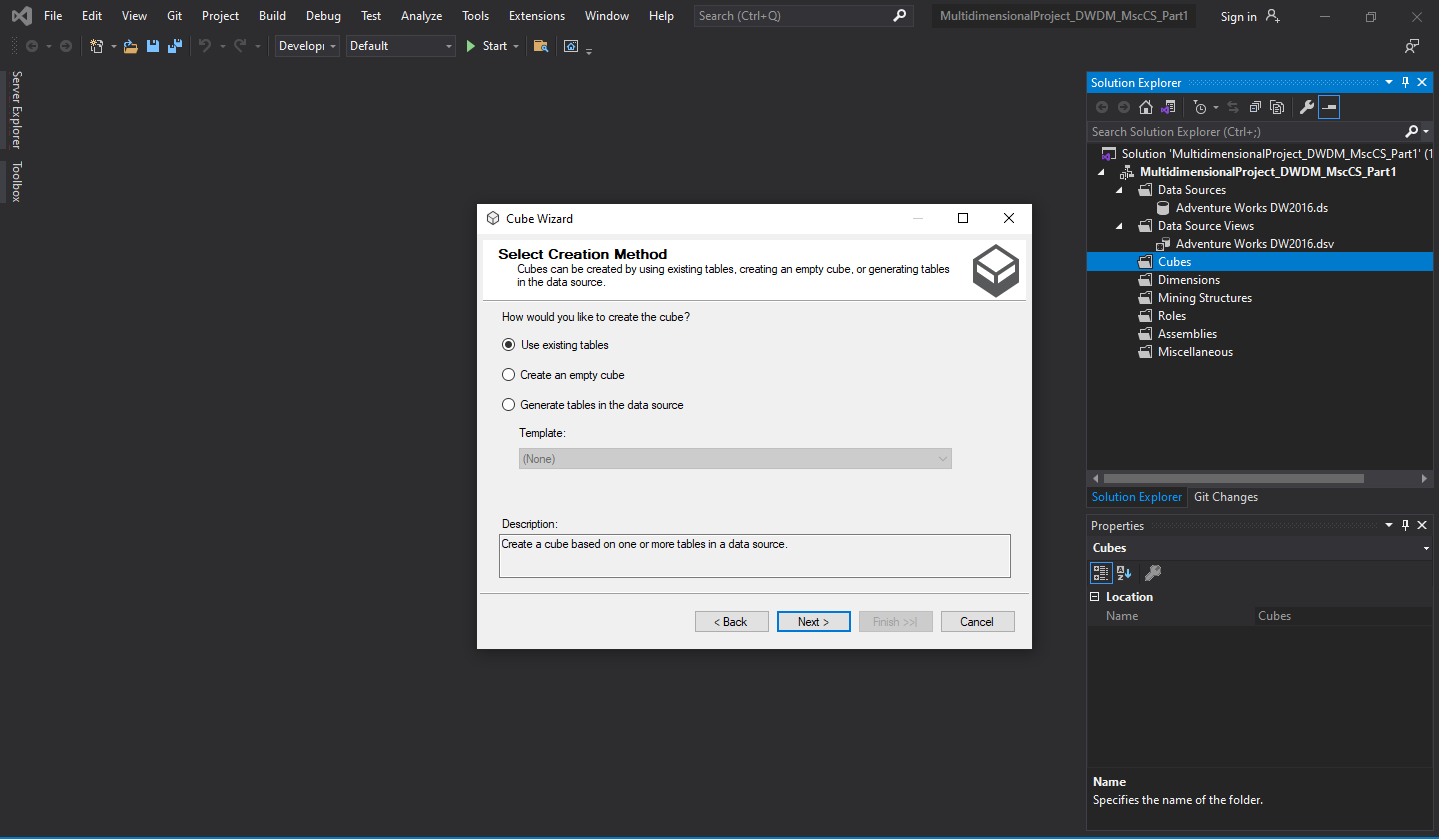 File Edit View Git Project Build Debug Test Analyze Tools Extensions Window Help Search (Ctrl+Q) MultidimensionalProject_DWDM_MscCS_Part1 Sign in
Develop Default Start
Server Explorer
Toolbox
Cube Wizard
Select Creation Method
Cubes can be created by using existing tables, creating an empty cube, or generating tables
in the data source.
How would you like to create the cube?
Use existing tables
Create an empty cube
Generate tables in the data source
Template:
(None)
Description:
Create a cube based on one or more tables in a data source.
< Back Next > Finish >>| Cancel
Solution Explorer
Search Solution Explorer (Ctrl+;)
Solution 'MultidimensionalProject_DWDM_MscCS_Part1' (1
MultidimensionalProject_DWDM_MscCS_Part1
Data Sources
Adventure Works DW2016.ds
Data Source Views
Adventure Works DW2016.dsv
Cubes
Dimensions
Mining Structures
Roles
Assemblies
Miscellaneous
Solution Explorer Git Changes
Properties
Cubes
Location
Name Cubes
Name
Specifies the name of the folder.